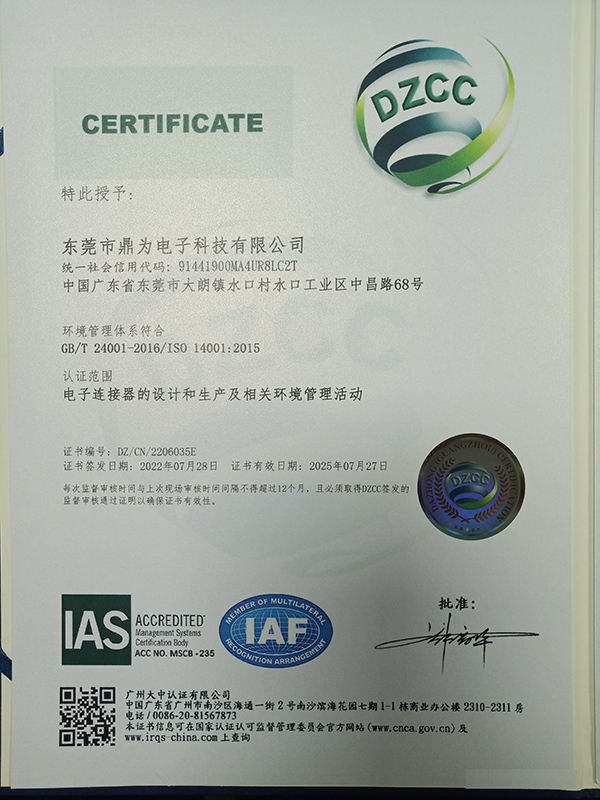 DZCC
CERTIFICATE
特此授予:
东莞市鼎为电子科技有限公司
统一社会信用代码: 91441900MA4UR8LC2T
中国广东省东莞市大朗镇水口村水口工业区中昌路68号
环境管理体系符合
GB/T 24001-2016/ISO 14001:2015
认证范围
电子连接器的设计和生产及相关环境管理活动
证书编号: DZ/CN/2206035E
证书签发日期: 2022年07月28日 证书有效日期: 2025年07月27日
每次监督审核时间与上次现场审核时间间隔不得超过12个月, 且必须取得DZCC签发的
监督审核通过证明以确保证书有效性。
DAZHONG GUANGZHOU CERTIFICATION
DZCC
IAS
ACCREDITED
Management Systems
Certification Body
ACC NO. MSCB -235
MEMBER OF MULTILATERAL
IAF
RECOGNITION ARRANGEMENT
批准:
广州大中认证有限公司
中国广东省广州市南沙区海通一街 2 号南沙滨海花园七期 1-1 栋商业办公楼 2310-2311 房
电话 / 0086-20-81567873
本证书信息可在国家认证认可监督管理委员会官方网站 (www.cnca.gov.cn) 及
www.irqs-china.com 上查询